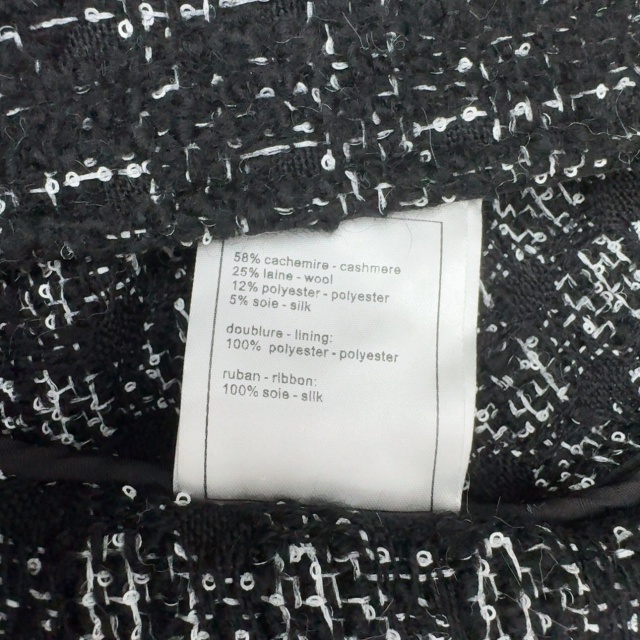 58% cachemire - cashmere
25% laine - wool
12% polyester - polyester
5% soie - silk
doublure - lining:
100% polyester - polyester
ruban - ribbon:
100% soie - silk